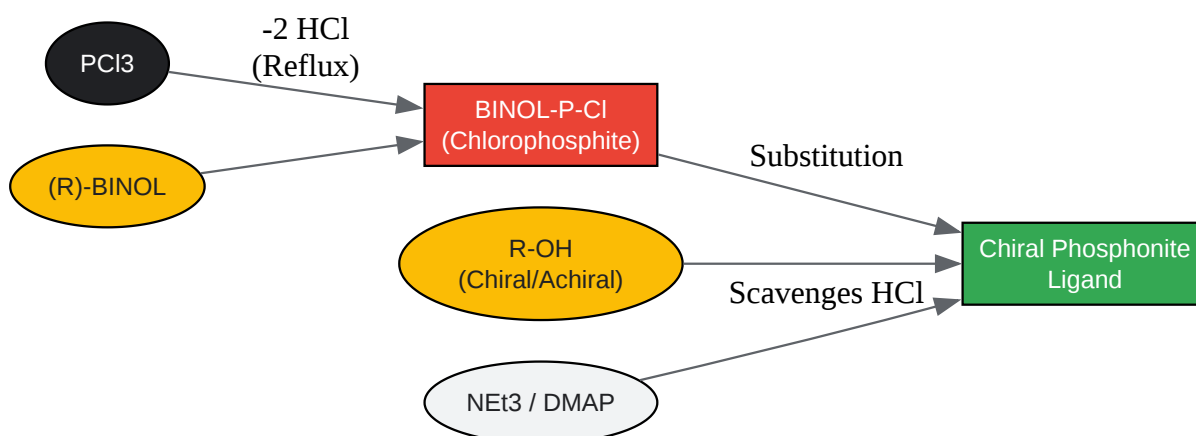 -2 HCl
(Reflux)
PCl3
BINOL-P-Cl
(Chlorophosphite)
(R)-BINOL
Substitution
R-OH
(Chiral/Achiral)
Chiral Phosphonite
Ligand
Scavenges HCl
NEt3 / DMAP